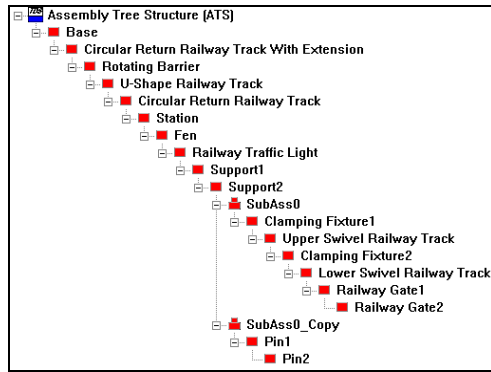 Assembly Tree Structure (ATS)
Base
Circular Return Railway Track With Extension
Rotating Barrier
U-Shape Railway Track
Circular Return Railway Track
Station
Fen
Railway Traffic Light
Support1
Support2
SubAss0
Clamping Fixture1
Upper Swivel Railway Track
Clamping Fixture2
Lower Swivel Railway Track
Railway Gate1
Railway Gate2
SubAss0_Copy
Pin1
Pin2